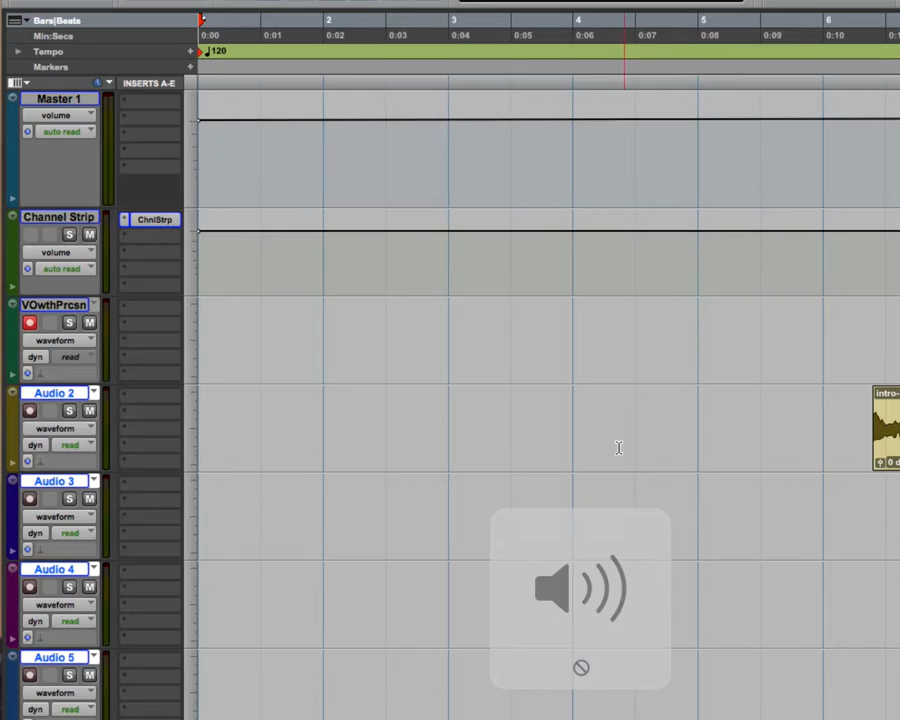 Bars|Beats 2 3 4 5 6
Min:Secs 0:00 0:01 0:02 0:03 0:04 0:05 0:06 0:07 0:08 0:09 0:10
Tempo + 120
Markers +
INSERTS A-E
Master 1
volume
auto read
Channel Strip ChnlStrp
S M
volume
auto read
VOwthPrcsn
S M
waveform
dyn read
Audio 2 intro-
S M
waveform
dyn read
0 d
Audio 3
S M
waveform
dyn read
Audio 4
S M
waveform
dyn read
Audio 5
S M
waveform
dyn read